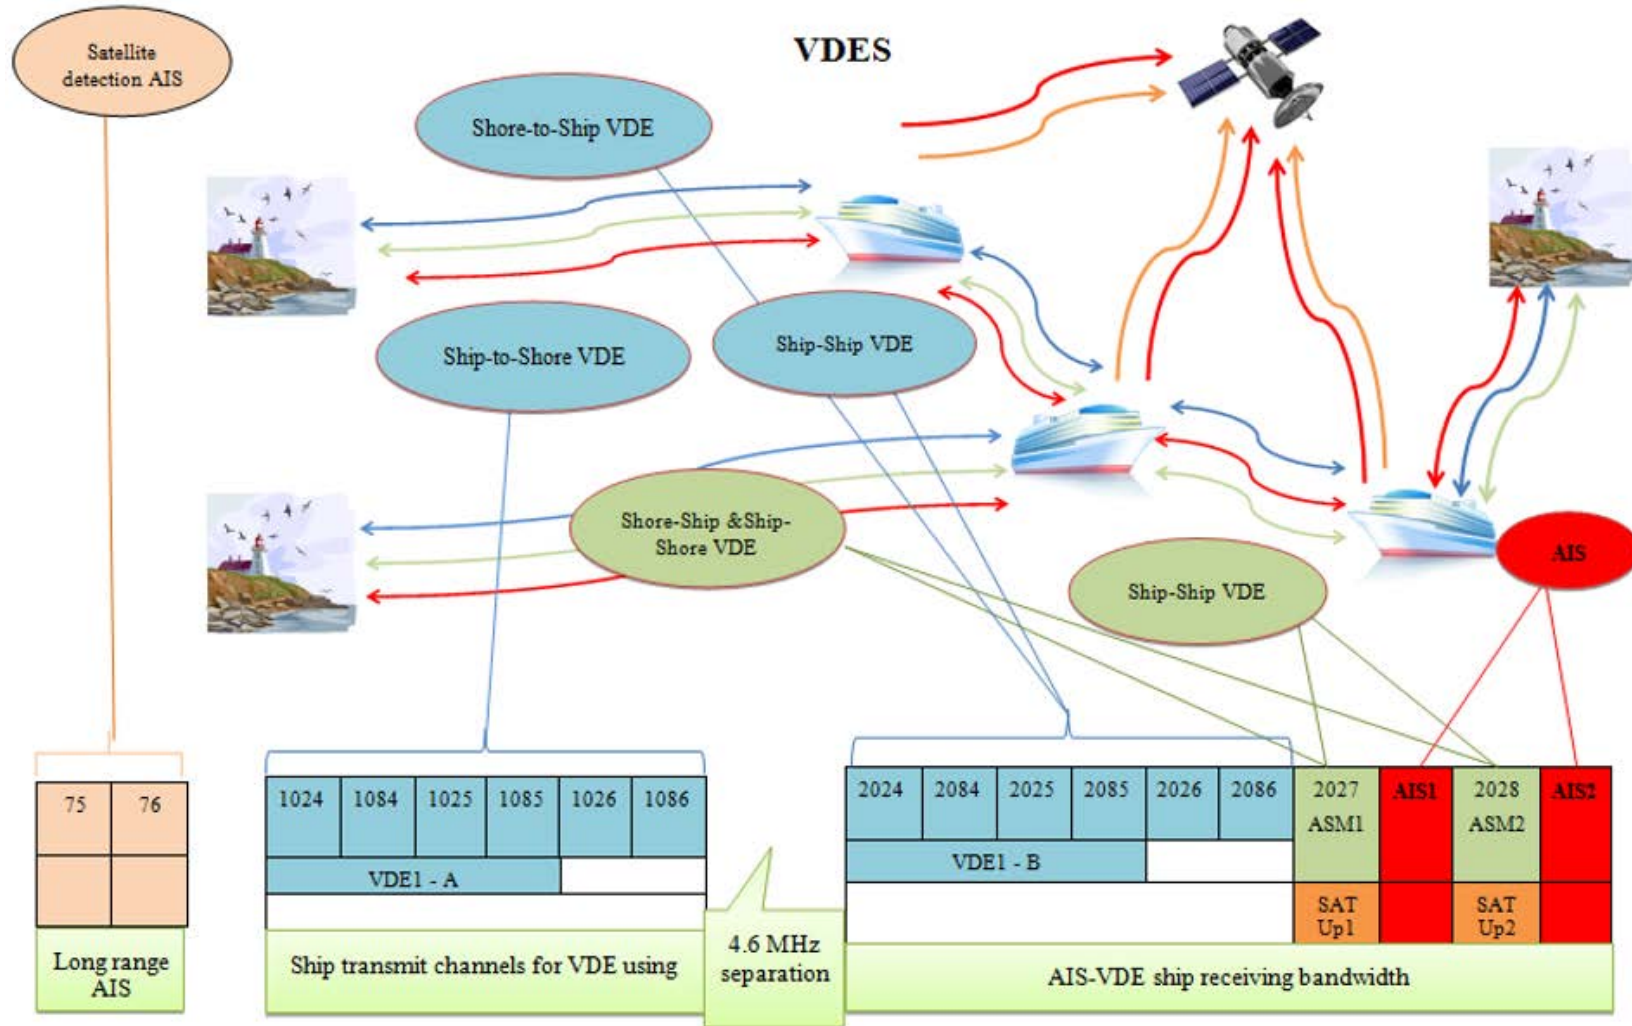 VDES
Satellite
detection AIS
Shore-to-Ship VDE
Ship-to-Shore VDE
Ship-Ship VDE
Shore-Ship &Ship-
Shore VDE
Ship-Ship VDE
AIS
75 76
Long range
AIS
1024 1084 1025 1085 1026 1086
VDE1 - A
Ship transmit channels for VDE using
4.6 MHz
separation
2024 2084 2025 2085 2026 2086 2027 AIS1 2028 AIS2
ASM1 ASM2
VDE1 - B
SAT SAT
Up1 Up2
AIS-VDE ship receiving bandwidth